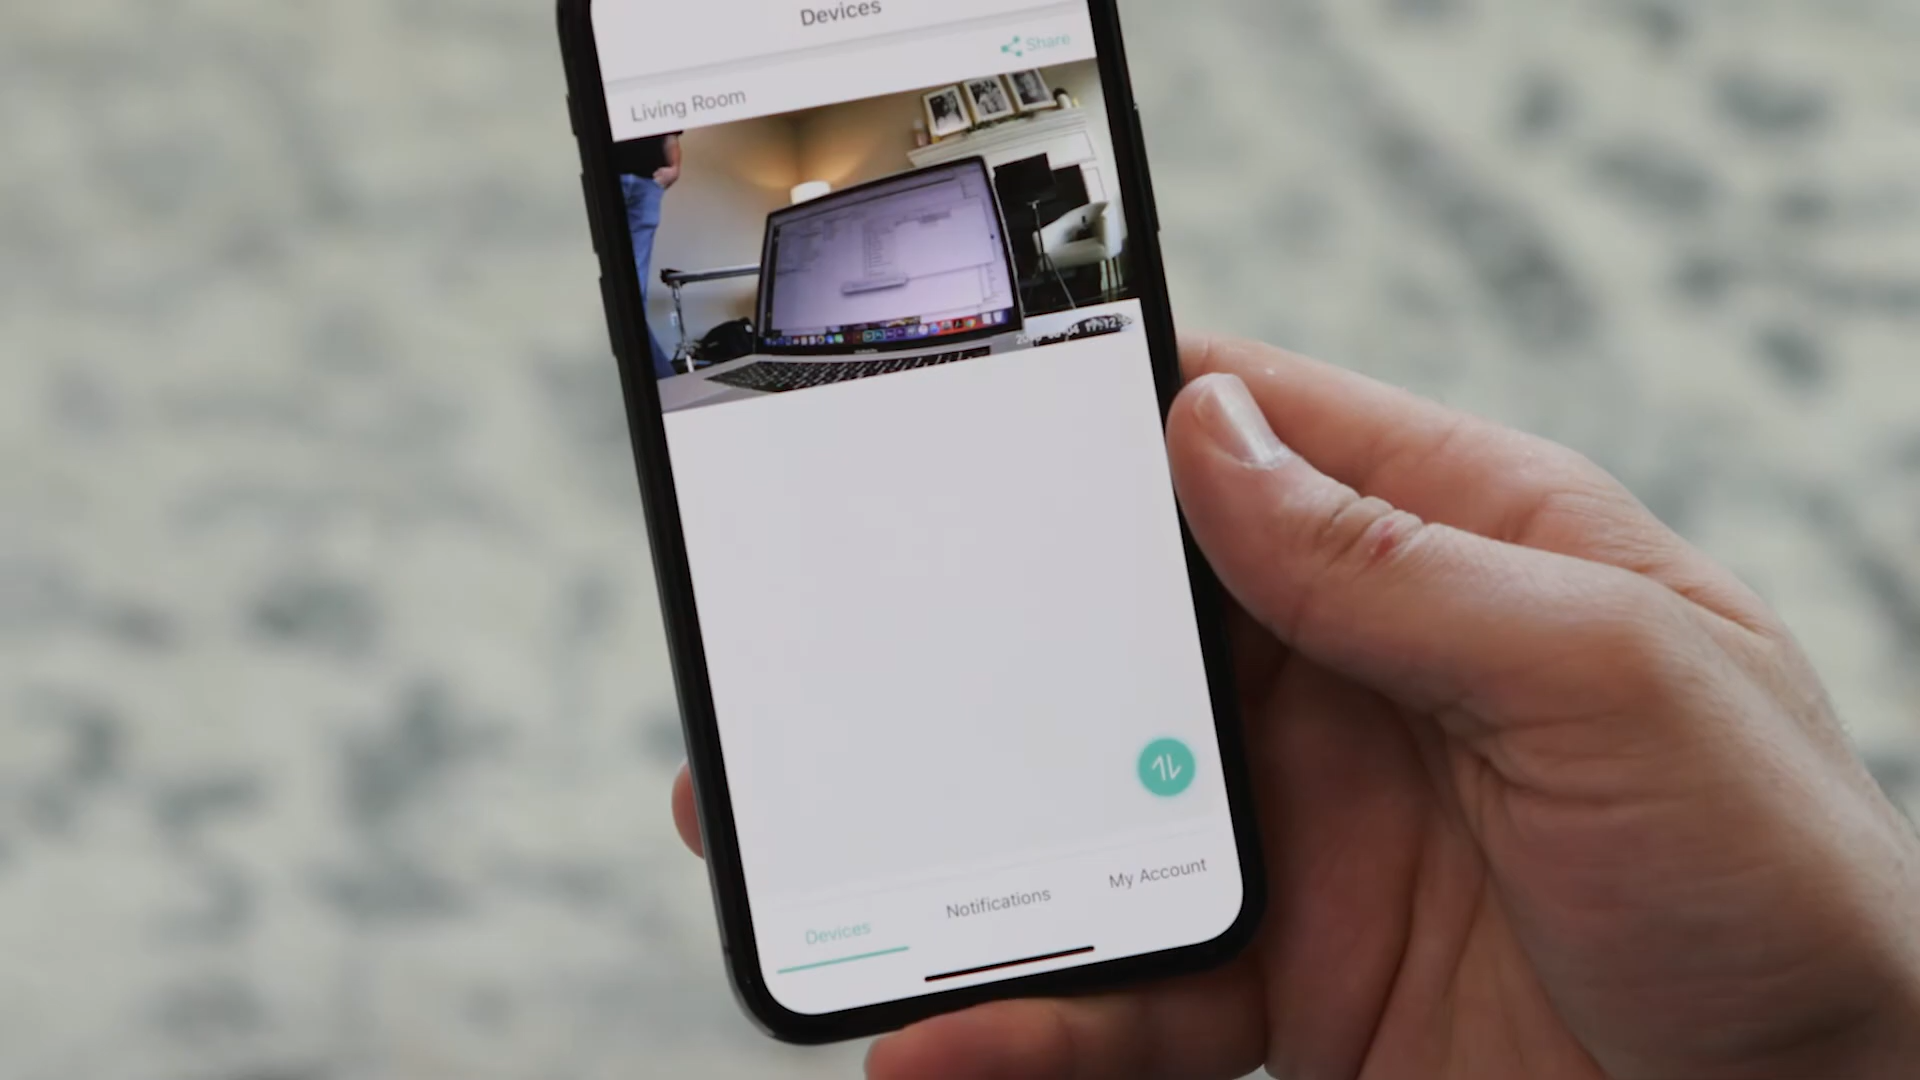 Devices
Share
Living Room
Devices
Notifications
My Account